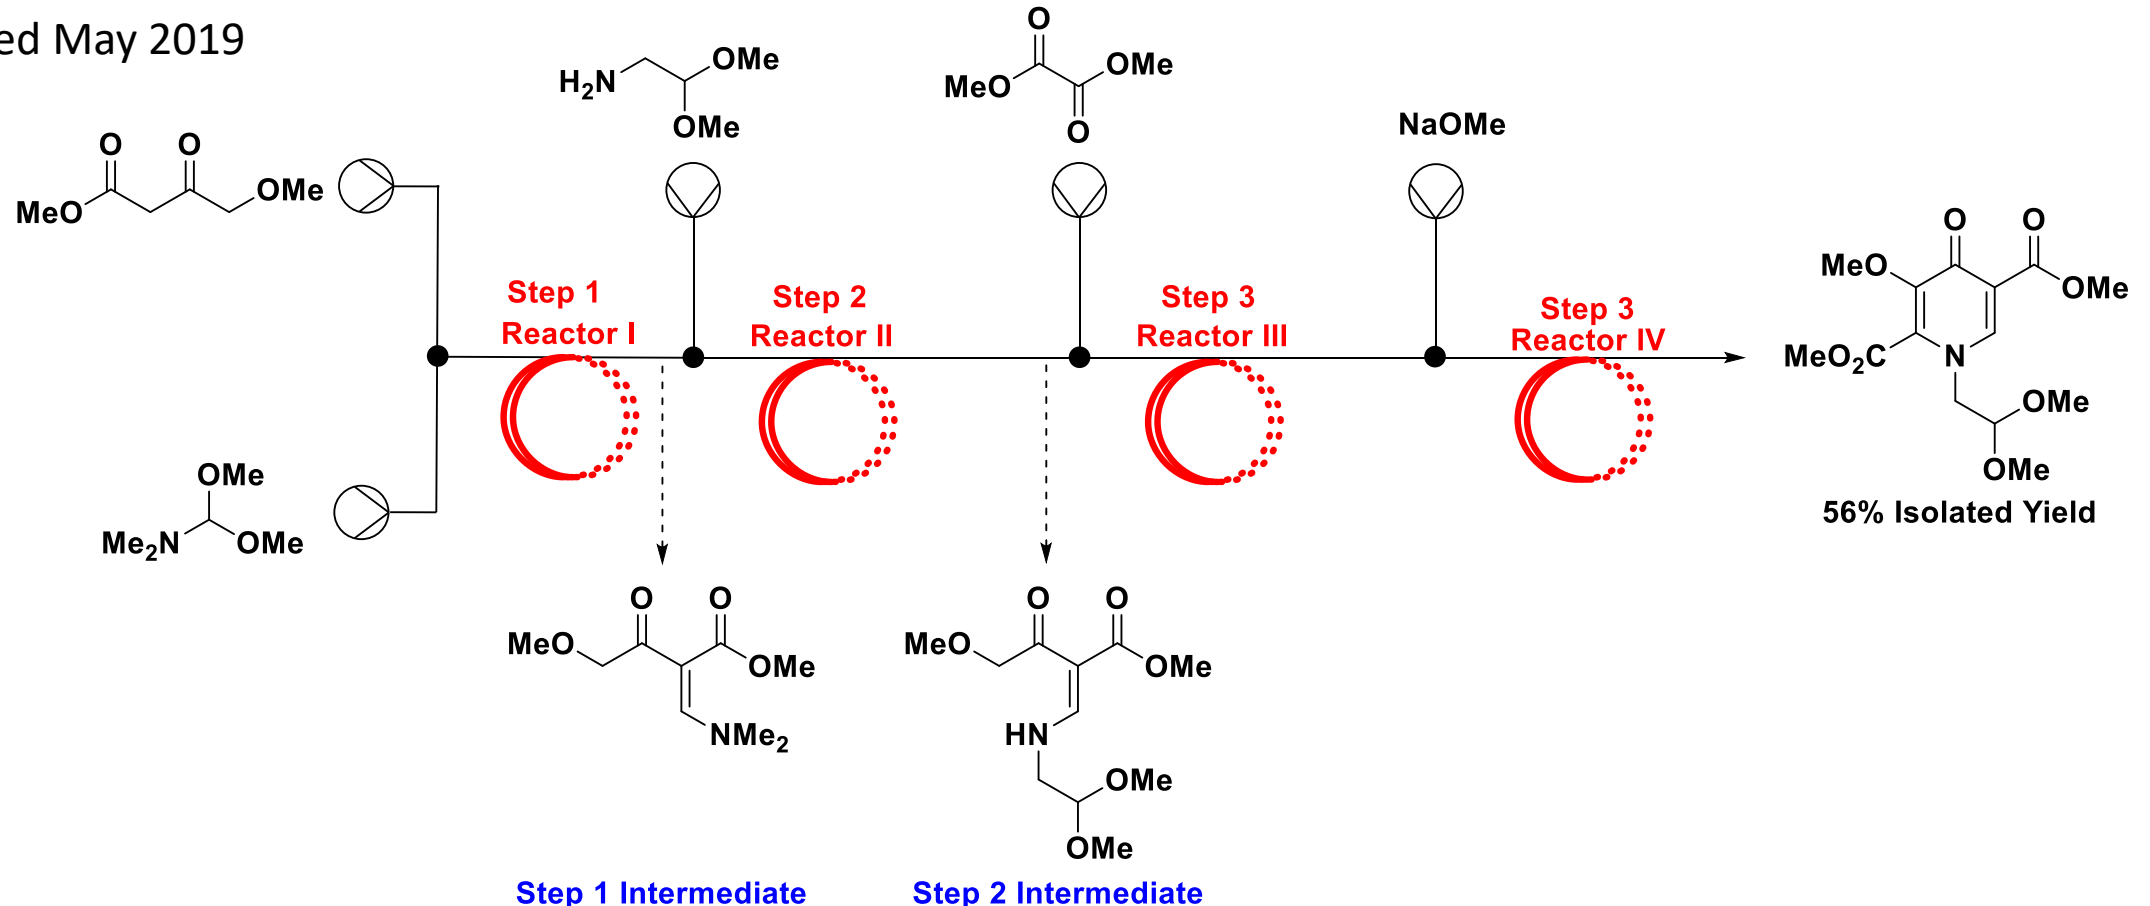 ed May 2019
H2N
OMe
OMe
O
MeO
OMe
O
NaOMe
O
O
MeO
OMe
Step 1
Reactor I
Step 2
Reactor II
Step 3
Reactor III
Step 3
Reactor IV
O
O
MeO
OMe
MeO2C
N
OMe
OMe
56% Isolated Yield
OMe
Me2N
OMe
O
O
MeO
OMe
NMe2
O
O
MeO
OMe
HN
OMe
OMe
Step 1 Intermediate
Step 2 Intermediate